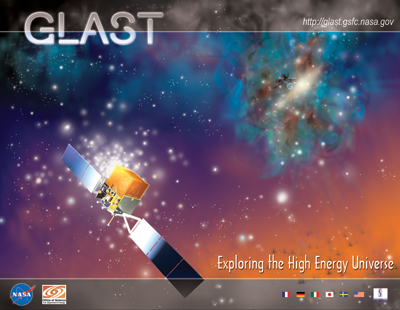 GLAST
http://glast.gsfc.nasa.gov
Exploring the High Energy Universe
NASA